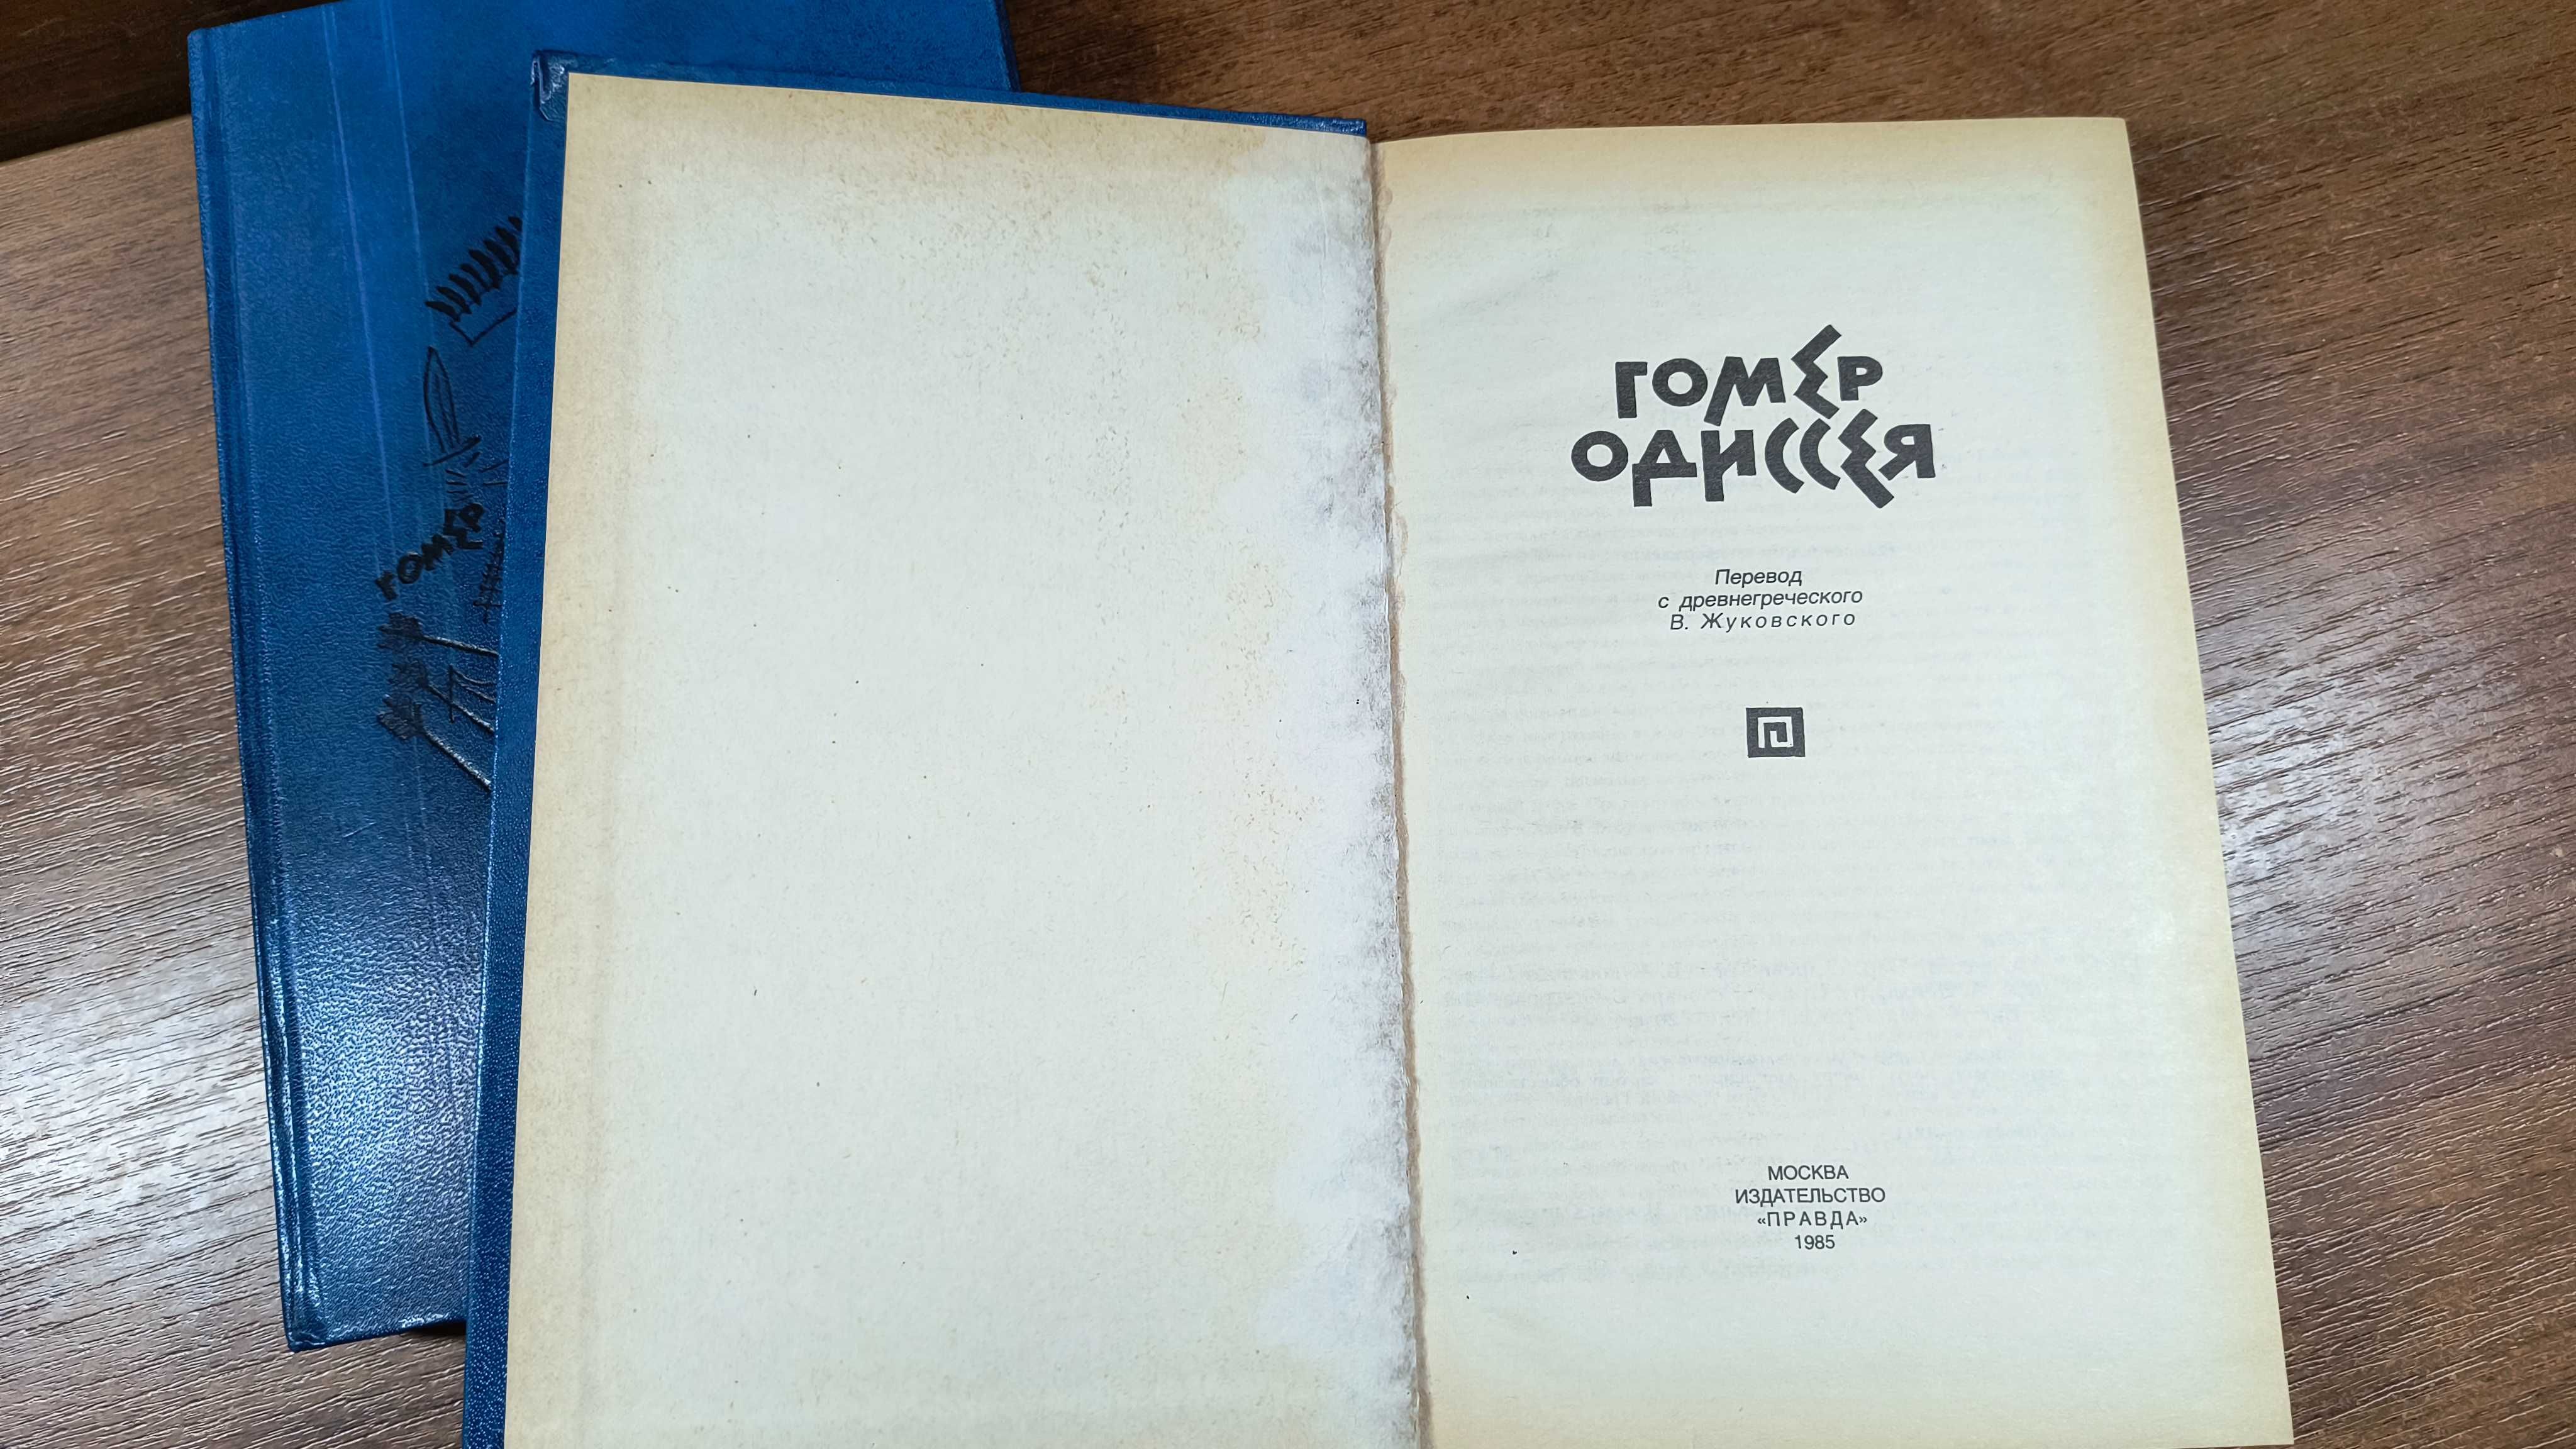 ГОМЕР
ГОМЕР
ОДИССЕЯ
Перевод
с древнегреческого
В. Жуковского
МОСКВА
ИЗДАТЕЛЬСТВО
«ПРАВДА»
1985